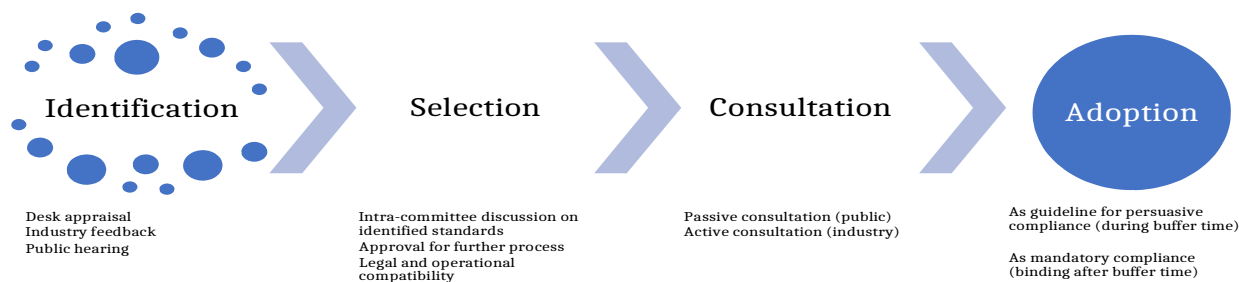 Identification
Selection
Consultation
Adoption
Desk appraisal
Industry feedback
Public hearing
Intra-committee discussion on
identified standards
Approval for further process
Legal and operational
compatibility
Passive consultation (public)
Active consultation (industry)
As guideline for persuasive
compliance (during buffer time)
As mandatory compliance
(binding after buffer time)